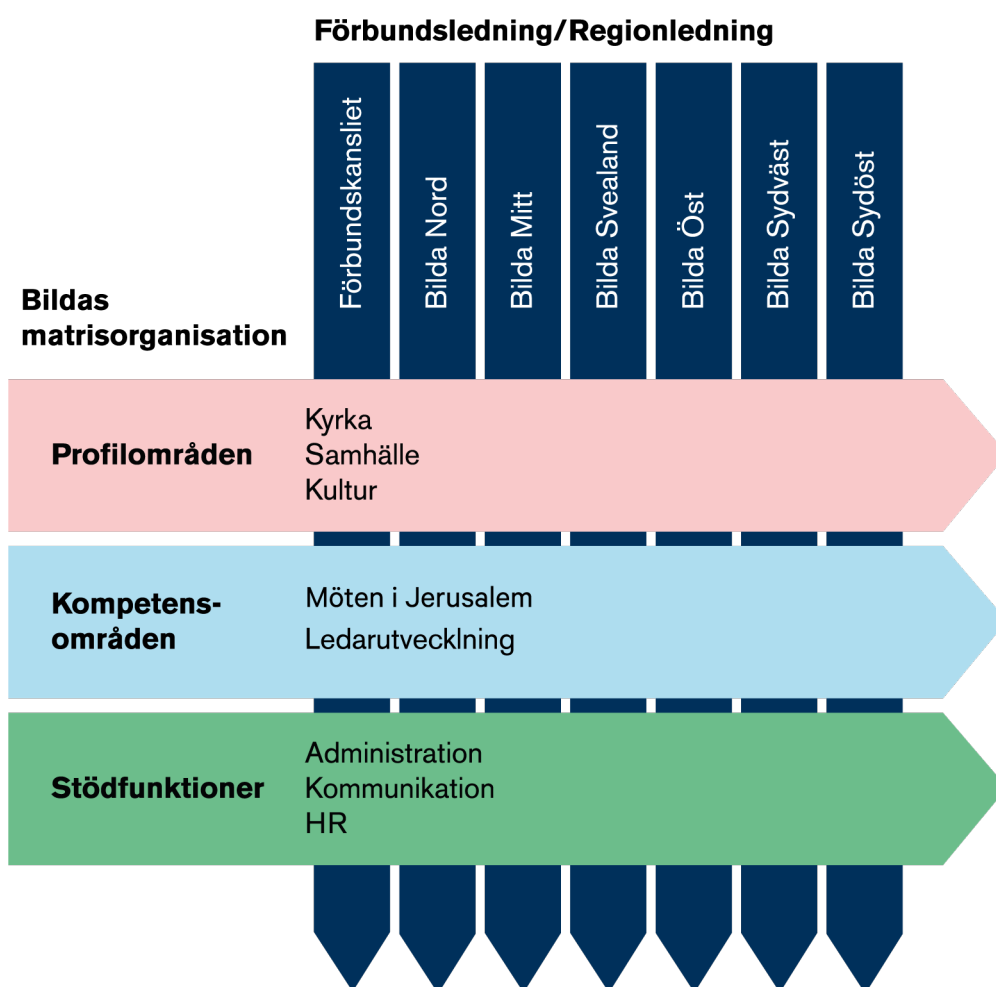 Förbundsledning/Regionledning
Förbundskansliet
Bilda Nord
Bilda Mitt
Bilda Svealand
Bilda Öst
Bilda Sydväst
Bilda Sydöst
Bildas
matrisorganisation
Profilområden
Kyrka
Samhälle
Kultur
Kompetens-
områden
Möten i Jerusalem
Ledarutvecklning
Stödfunktioner
Administration
Kommunikation
HR